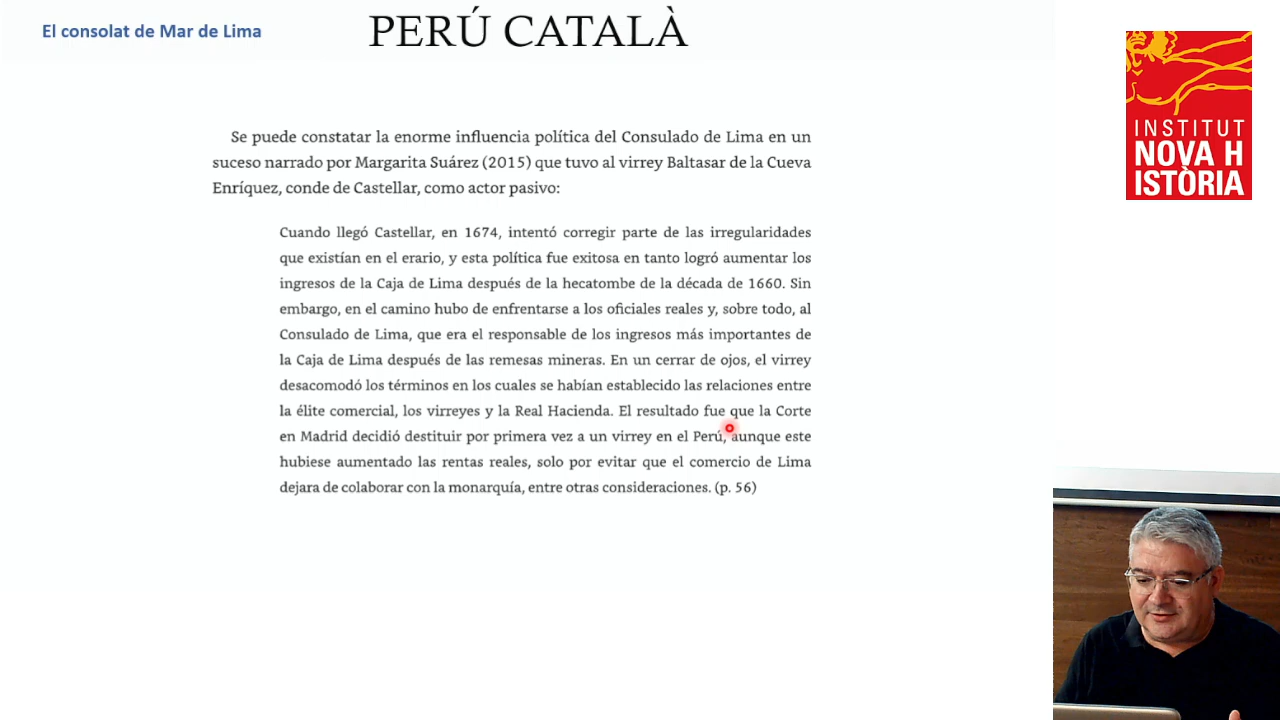 El consolat de Mar de Lima
PERÚ CATALÀ
INSTITUT
NOVA H
ISTÒRIA
Se puede constatar la enorme influencia política del Consulado de Lima en un
suceso narrado por Margarita Suárez (2015) que tuvo al virrey Baltasar de la Cueva
Enríquez, conde de Castellar, como actor pasivo:
Cuando llegó Castellar, en 1674, intentó corregir parte de las irregularidades
que existían en el erario, y esta política fue exitosa en tanto logró aumentar los
ingresos de la Caja de Lima después de la hecatombe de la década de 1660. Sin
embargo, en el camino hubo de enfrentarse a los oficiales reales y, sobre todo, al
Consulado de Lima, que era el responsable de los ingresos más importantes de
la Caja de Lima después de las remesas mineras. En un cerrar de ojos, el virrey
desacomodó los términos en los cuales se habían establecido las relaciones entre
la élite comercial, los virreyes y la Real Hacienda. El resultado fue que la Corte
en Madrid decidió destituir por primera vez a un virrey en el Perú, aunque este
hubiese aumentado las rentas reales, solo por evitar que el comercio de Lima
dejara de colaborar con la monarquía, entre otras consideraciones. (p. 56)